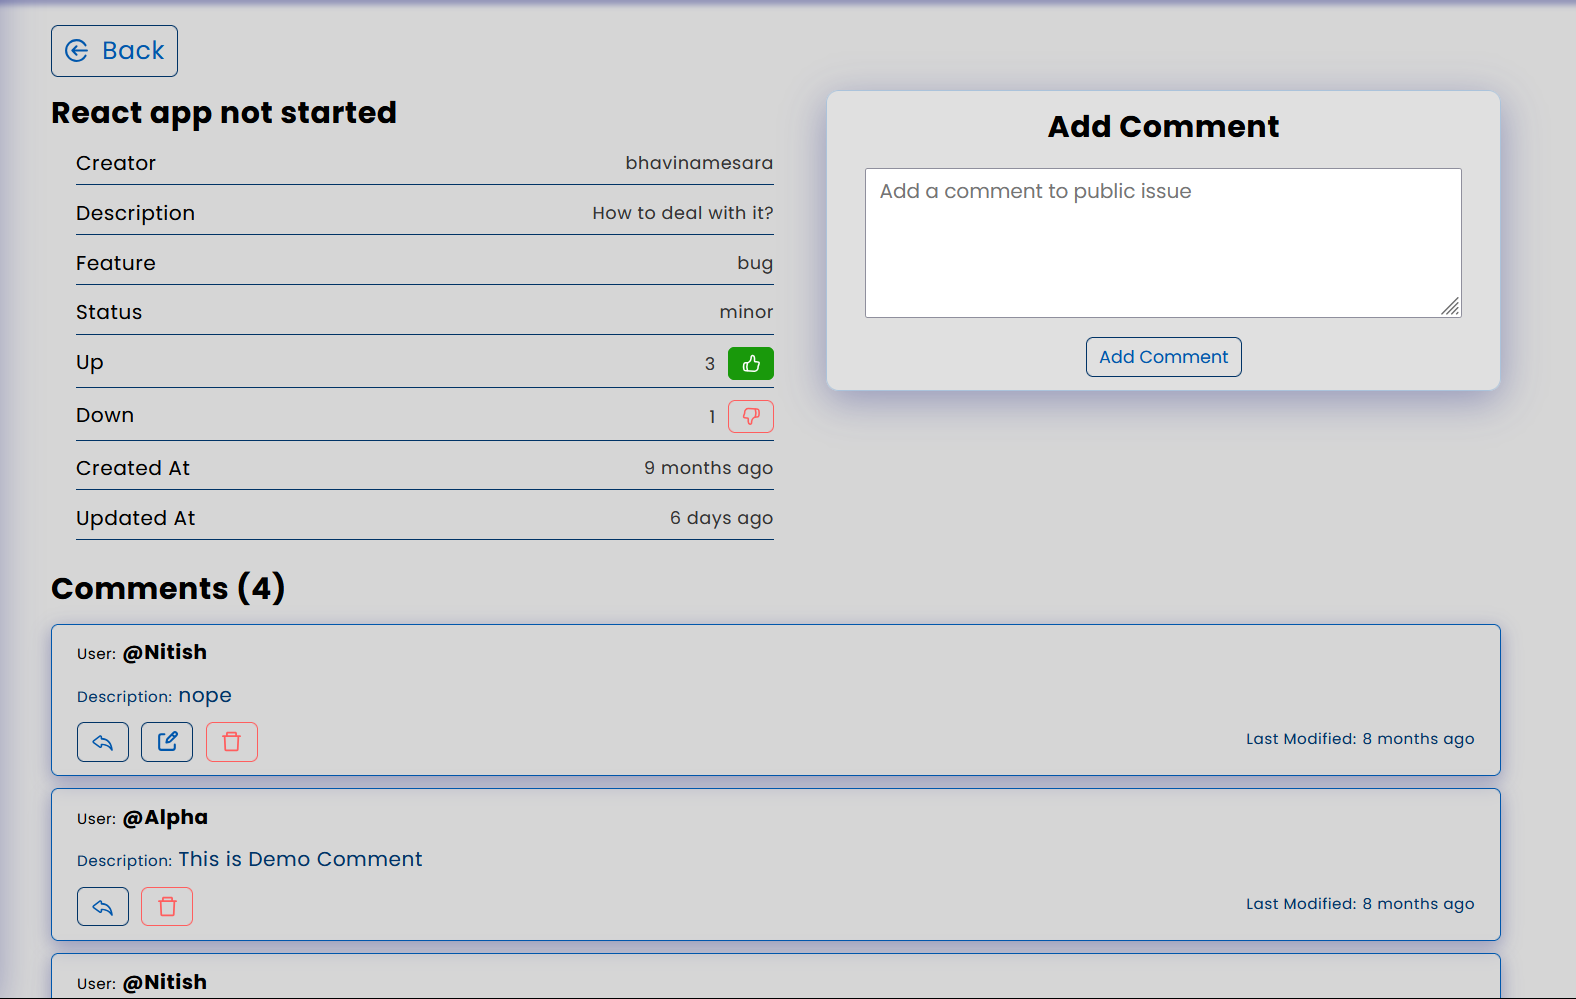 Back
React app not started
Creator bhavinamesara
Description How to deal with it?
Feature bug
Status minor
Up 3
Down 1
Created At 9 months ago
Updated At 6 days ago
Add Comment
Add a comment to public issue
Add Comment
Comments (4)
User: @Nitish
Description: nope
Last Modified: 8 months ago
User: @Alpha
Description: This is Demo Comment
Last Modified: 8 months ago
User: @Nitish